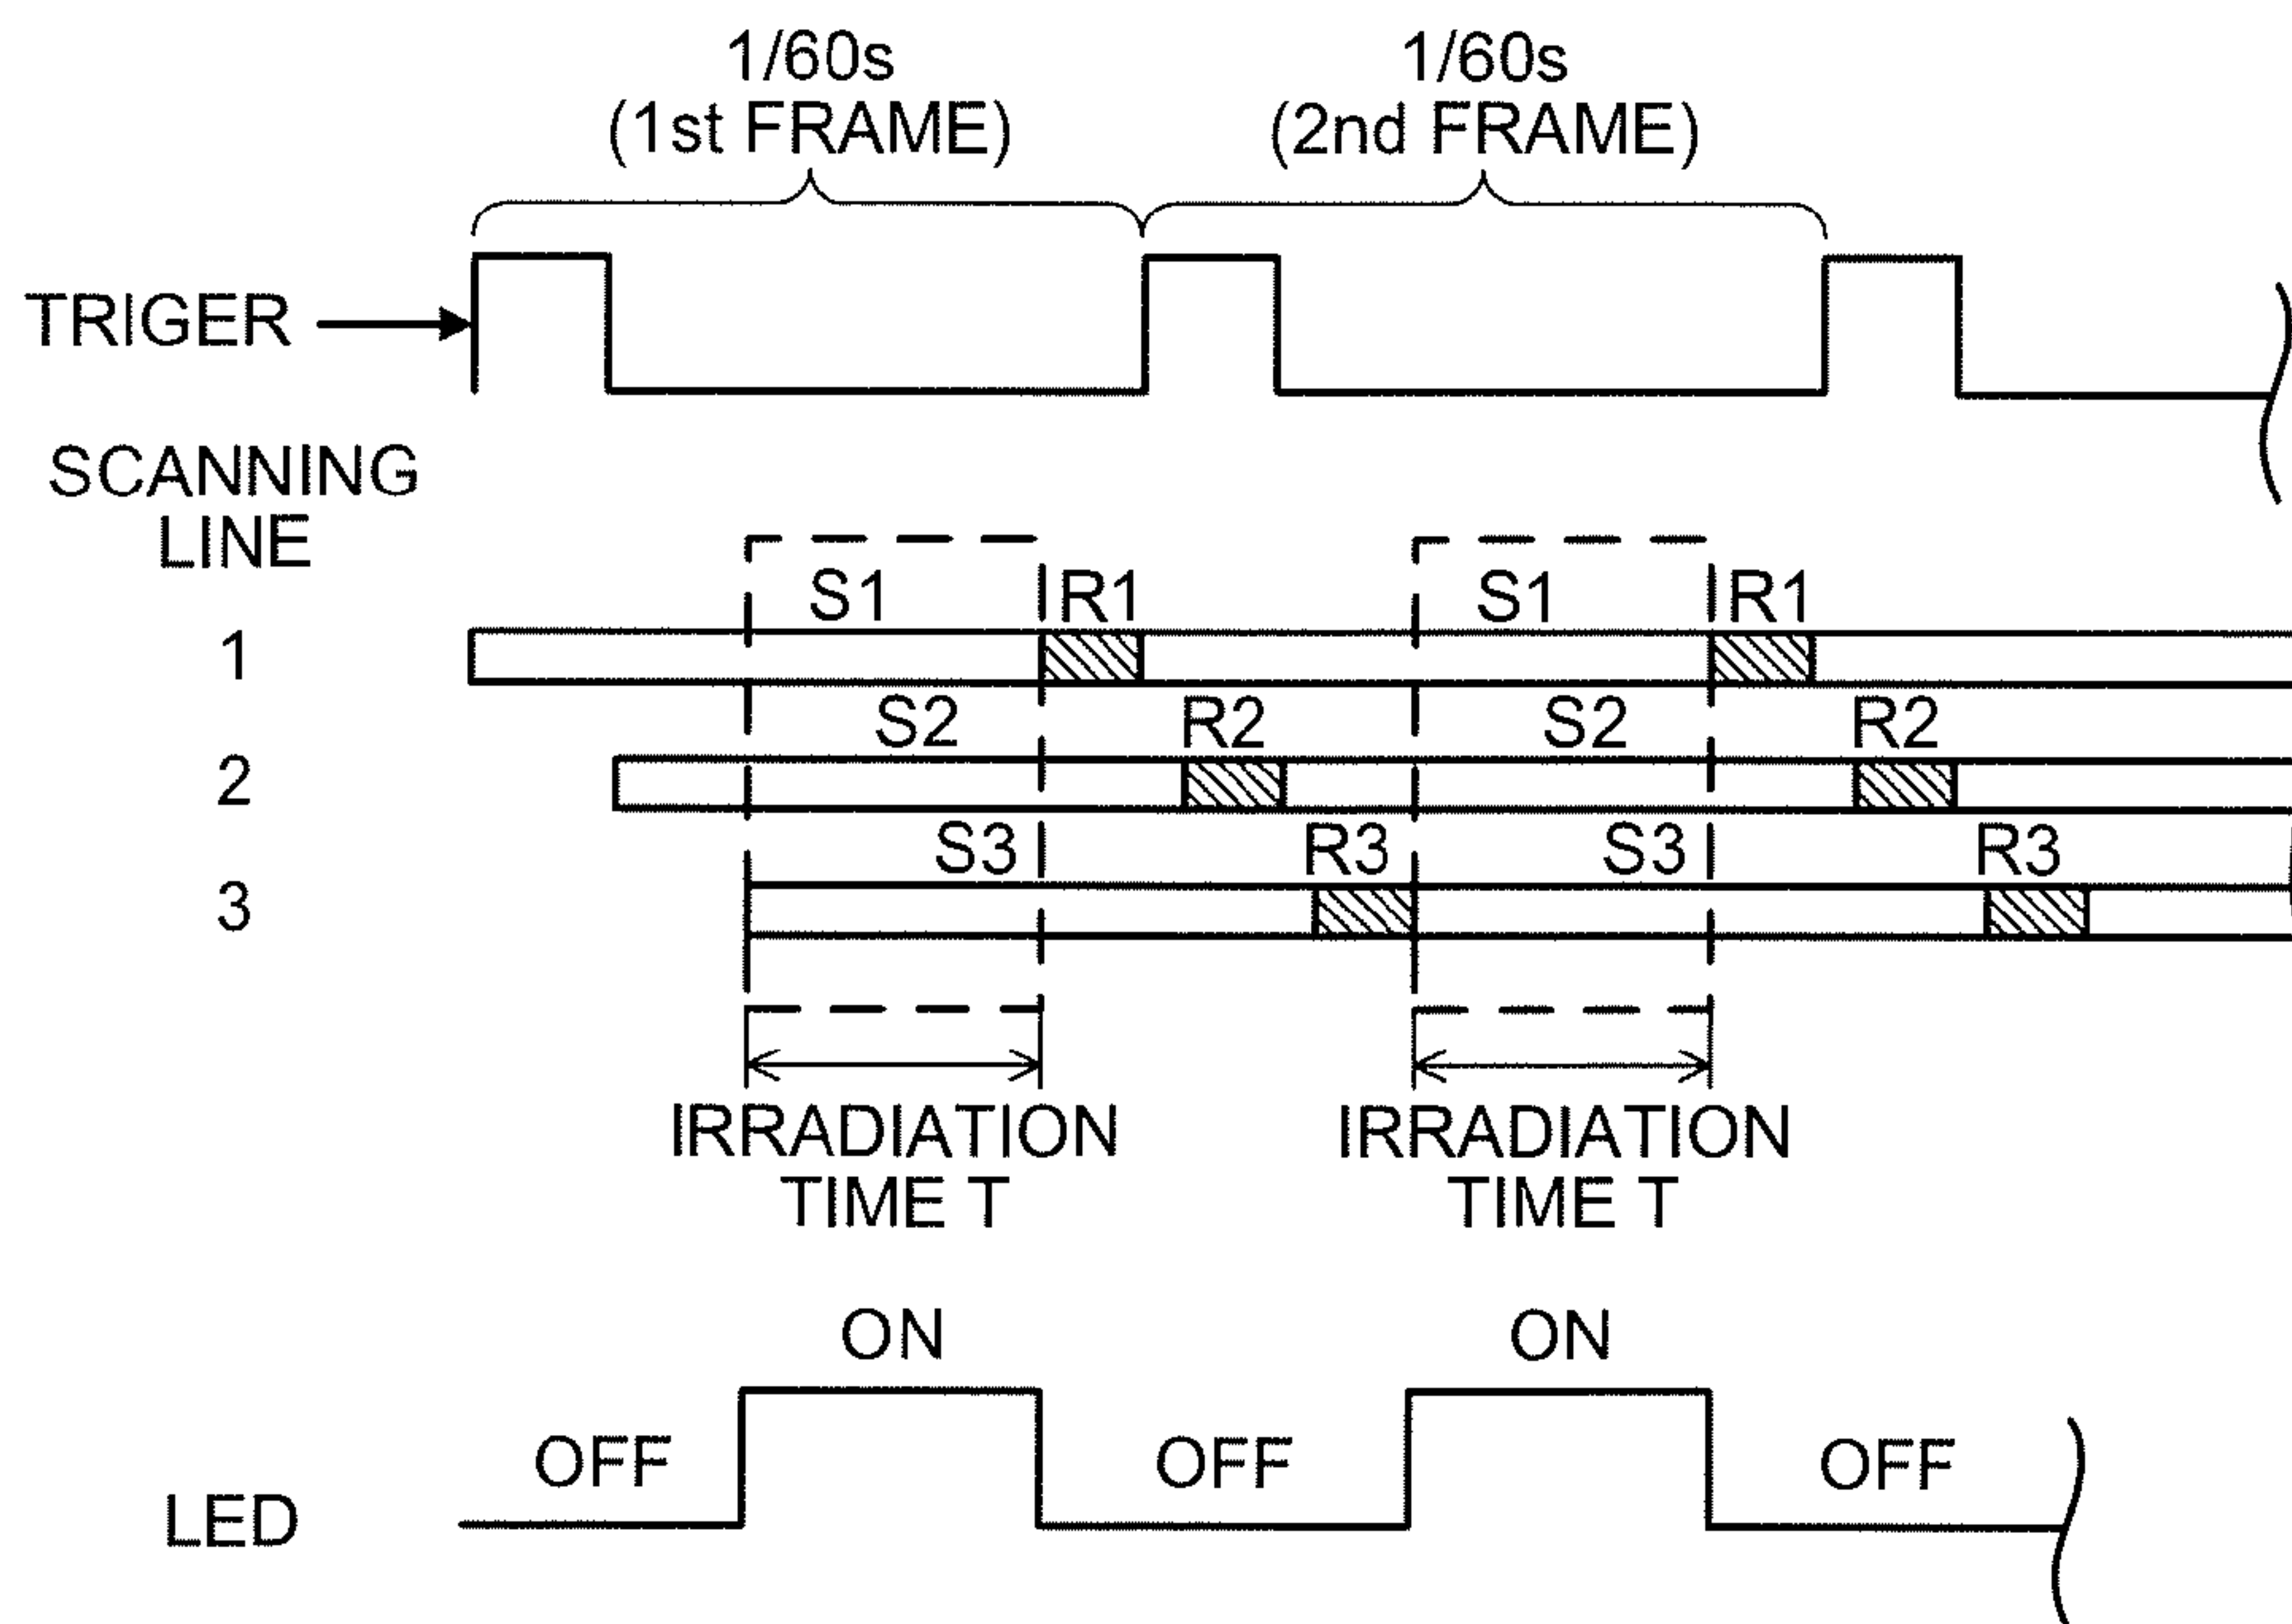 1/60s
(1st FRAME)
1/60s
(2nd FRAME)
TRIGER
SCANNING
LINE
S1
R1
S1
R1
1
S2
R2
S2
R2
2
S3
R3
S3
R3
3
IRRADIATION
TIME T
IRRADIATION
TIME T
ON
ON
OFF
OFF
OFF
LED